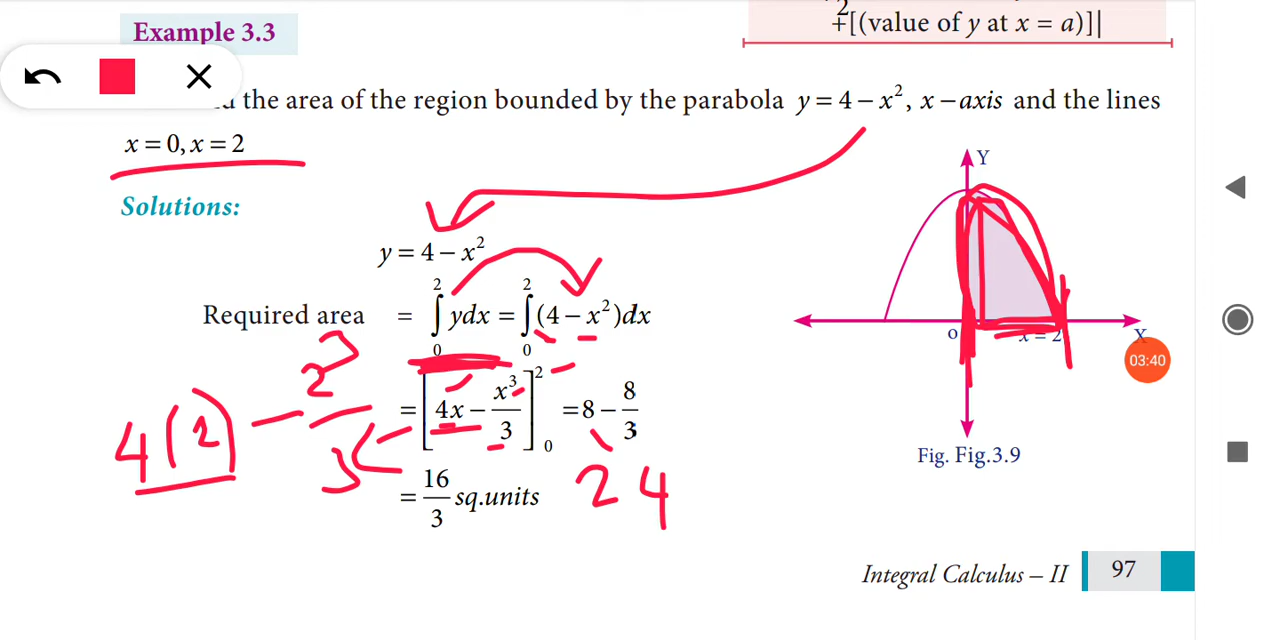 Example 3.3
2
+[(value of y at x = a)]|
the area of the region bounded by the parabola y = 4 − x², x − axis and the lines
x = 0, x = 2
Solutions:
y = 4 − x²
Required area = ∫₀² ydx = ∫₀² (4 − x²)dx
= [4x − x³/3]₀² = 8 − 8/3
= 16/3 sq.units
4(2) − 2³/3
24
Y
o
x = 2
X
03:40
Fig. Fig.3.9
Integral Calculus – II 97